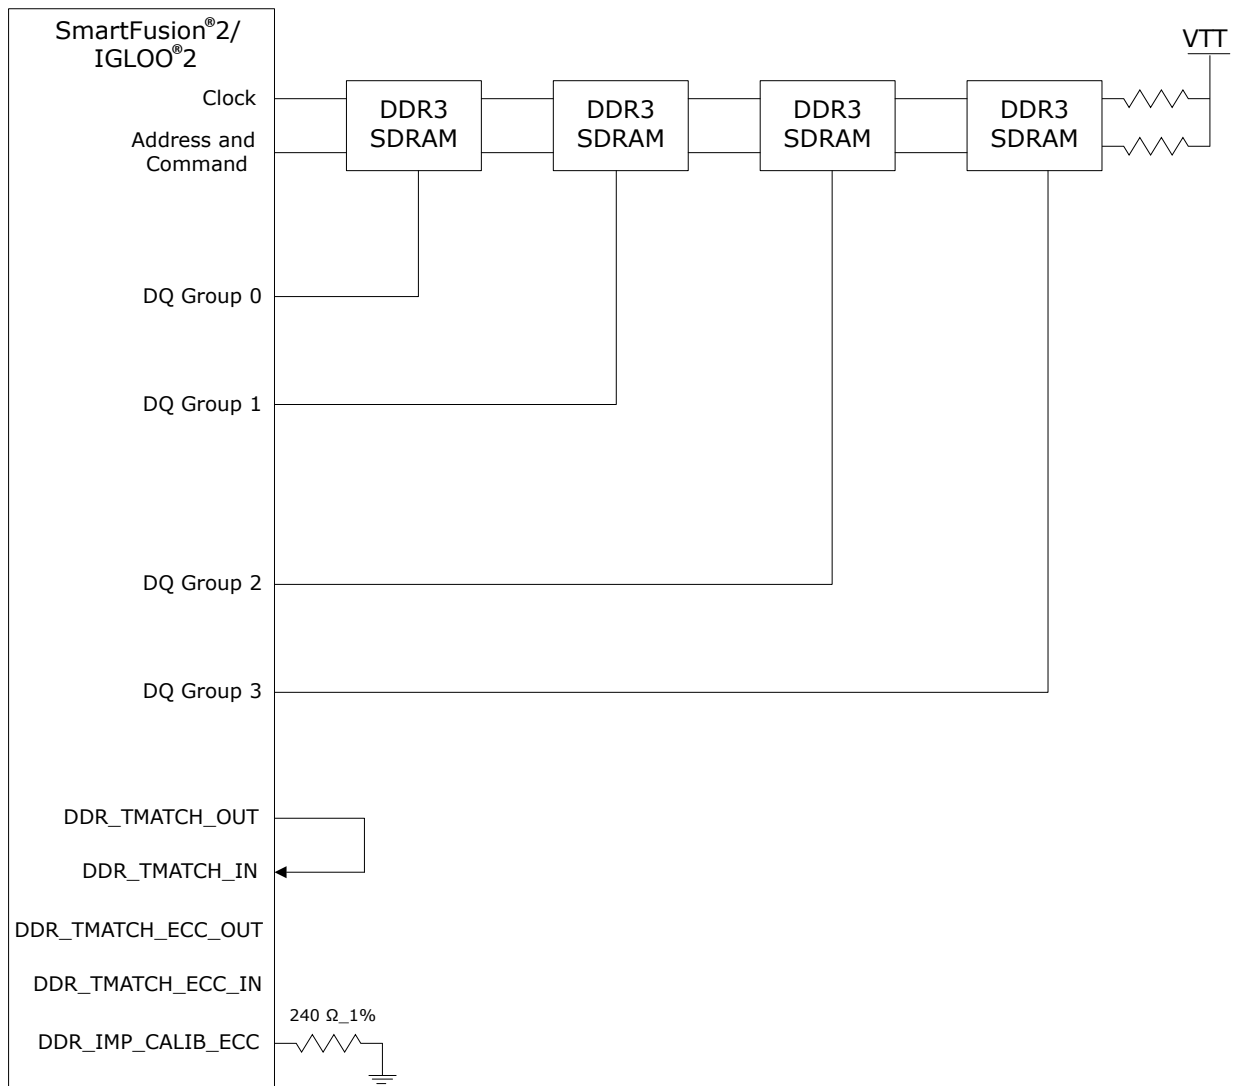 SmartFusion®2/
IGLOO®2
VTT
Clock
Address and
Command
DDR3
SDRAM
DDR3
SDRAM
DDR3
SDRAM
DDR3
SDRAM
DQ Group 0
DQ Group 1
DQ Group 2
DQ Group 3
DDR_TMATCH_OUT
DDR_TMATCH_IN
DDR_TMATCH_ECC_OUT
DDR_TMATCH_ECC_IN
240 Ω_1%
DDR_IMP_CALIB_ECC